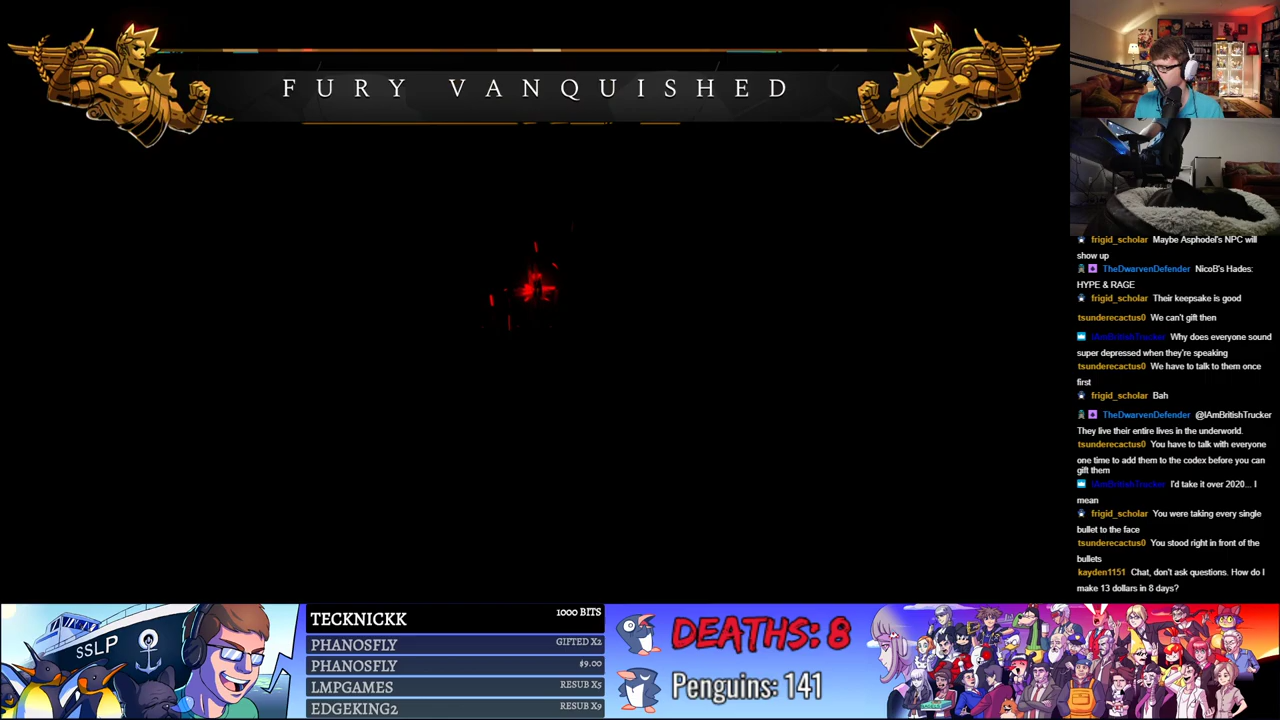 FURY VANQUISHED
frigid_scholar Maybe Asphodel's NPC will
show up
TheDwarvenDefender NicoB's Hades:
HYPE & RAGE
frigid_scholar Their keepsake is good
tsunderecactus0 We can't gift then
IAmBritishTrucker Why does everyone sound
super depressed when they're speaking
tsunderecactus0 We have to talk to them once
first
frigid_scholar Bah
TheDwarvenDefender @IAmBritishTrucker
They live their entire lives in the underworld.
tsunderecactus0 You have to talk with everyone
one time to add them to the codex before you can
gift them
IAmBritishTrucker I'd take it over 2020... I
mean
frigid_scholar You were taking every single
bullet to the face
tsunderecactus0 You stood right in front of the
bullets
kayden1151 Chat, don't ask questions. How do I
make 13 dollars in 8 days?
SSLP
TECKNICKK 1000 BITS
PHANOSFLY GIFTED X2
PHANOSFLY $9.00
LMPGAMES RESUB X5
EDGEKING2 RESUB X9
DEATHS: 8
Penguins: 141